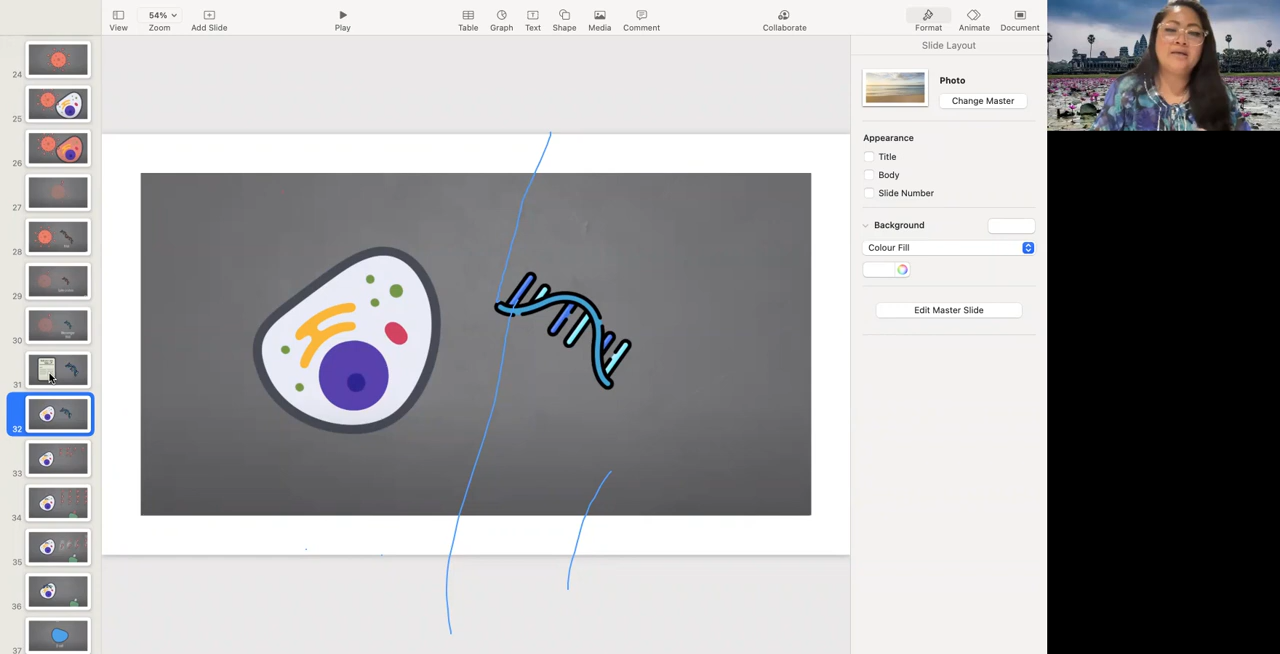 54%
View
Zoom
Add Slide
Play
Table
Graph
Text
Shape
Media
Comment
Collaborate
Format
Animate
Document
24
25
26
27
28
29
30
31
32
33
34
35
36
37
Slide Layout
Photo
Change Master
Appearance
Title
Body
Slide Number
Background
Colour Fill
Edit Master Slide